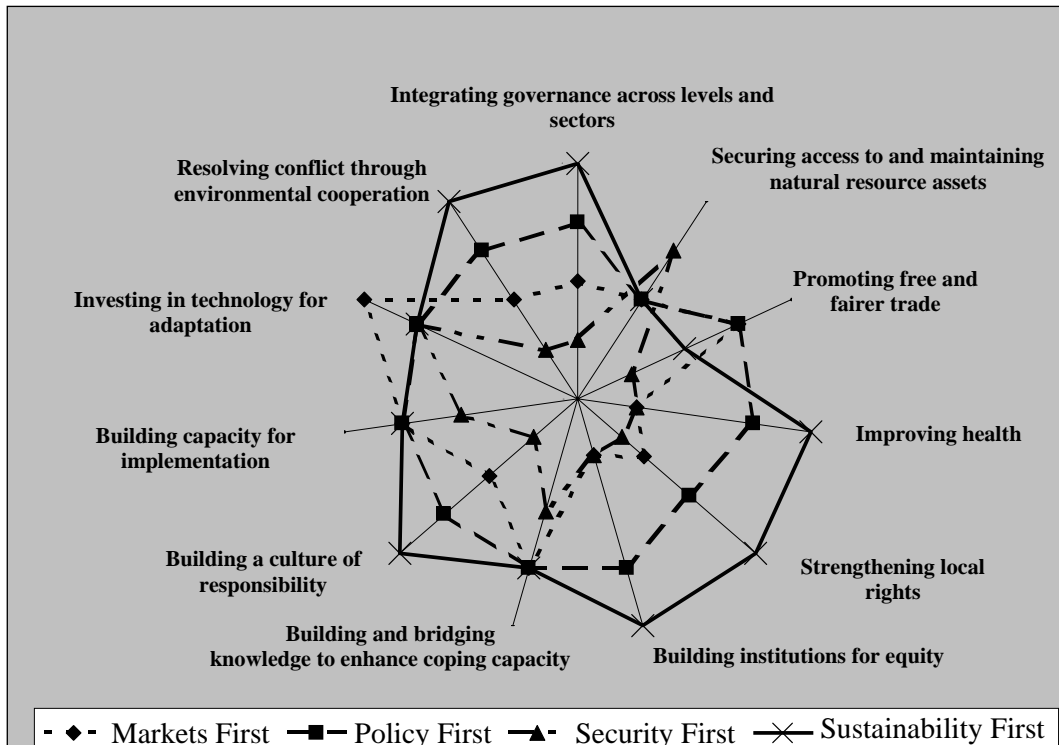 Integrating governance across levels and
sectors
Securing access to and maintaining
natural resource assets
Resolving conflict through
environmental cooperation
Promoting free and
fairer trade
Investing in technology for
adaptation
Improving health
Building capacity for
implementation
Strengthening local
rights
Building a culture of
responsibility
Building and bridging
knowledge to enhance coping capacity
Building institutions for equity
Markets First Policy First Security First Sustainability First